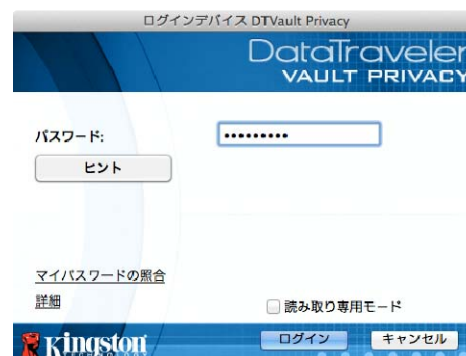 ログインデバイス DTVault Privacy
DataTraveler
VAULT PRIVACY
パスワード:
ヒント
マイパスワードの照合
詳細
読み取り専用モード
Kingston
ログイン
キャンセル